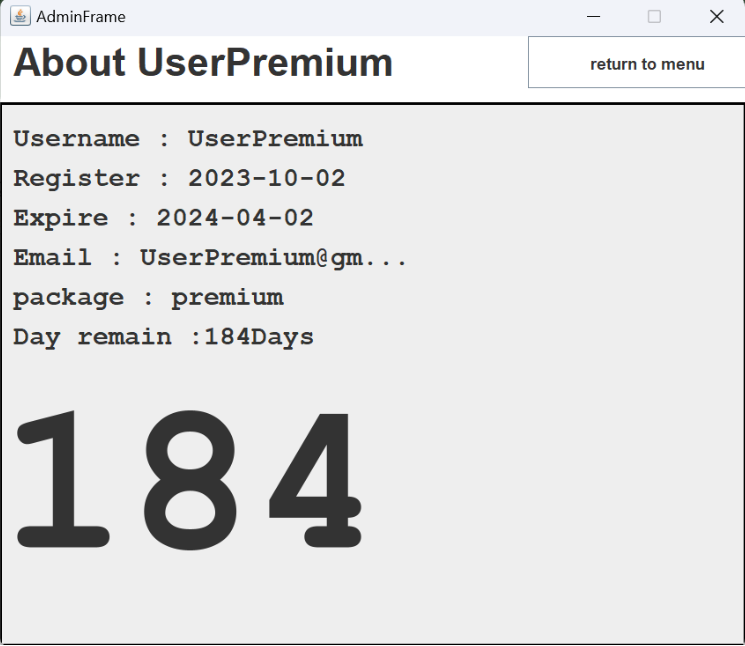 AdminFrame
About UserPremium
return to menu
Username : UserPremium
Register : 2023-10-02
Expire : 2024-04-02
Email : UserPremium@gm...
package : premium
Day remain :184Days
184